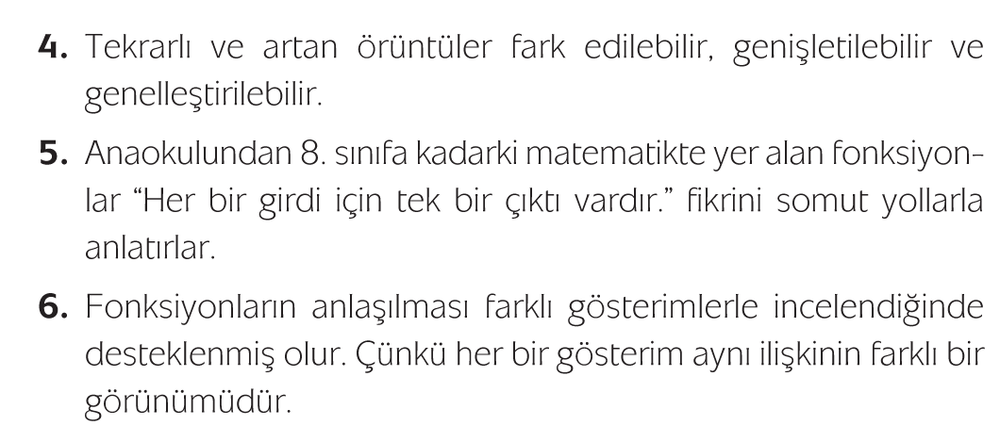 4. Tekrarlı ve artan örüntüler fark edilebilir, genişletilebilir ve
genelleştirilebilir.
5. Anaokulundan 8. sınıfa kadarki matematikte yer alan fonksiyon-
lar “Her bir girdi için tek bir çıktı vardır.” fikrini somut yollarla
anlatırlar.
6. Fonksiyonların anlaşılması farklı gösterimlerle incelendiğinde
desteklenmiş olur. Çünkü her bir gösterim aynı ilişkinin farklı bir
görünümüdür.